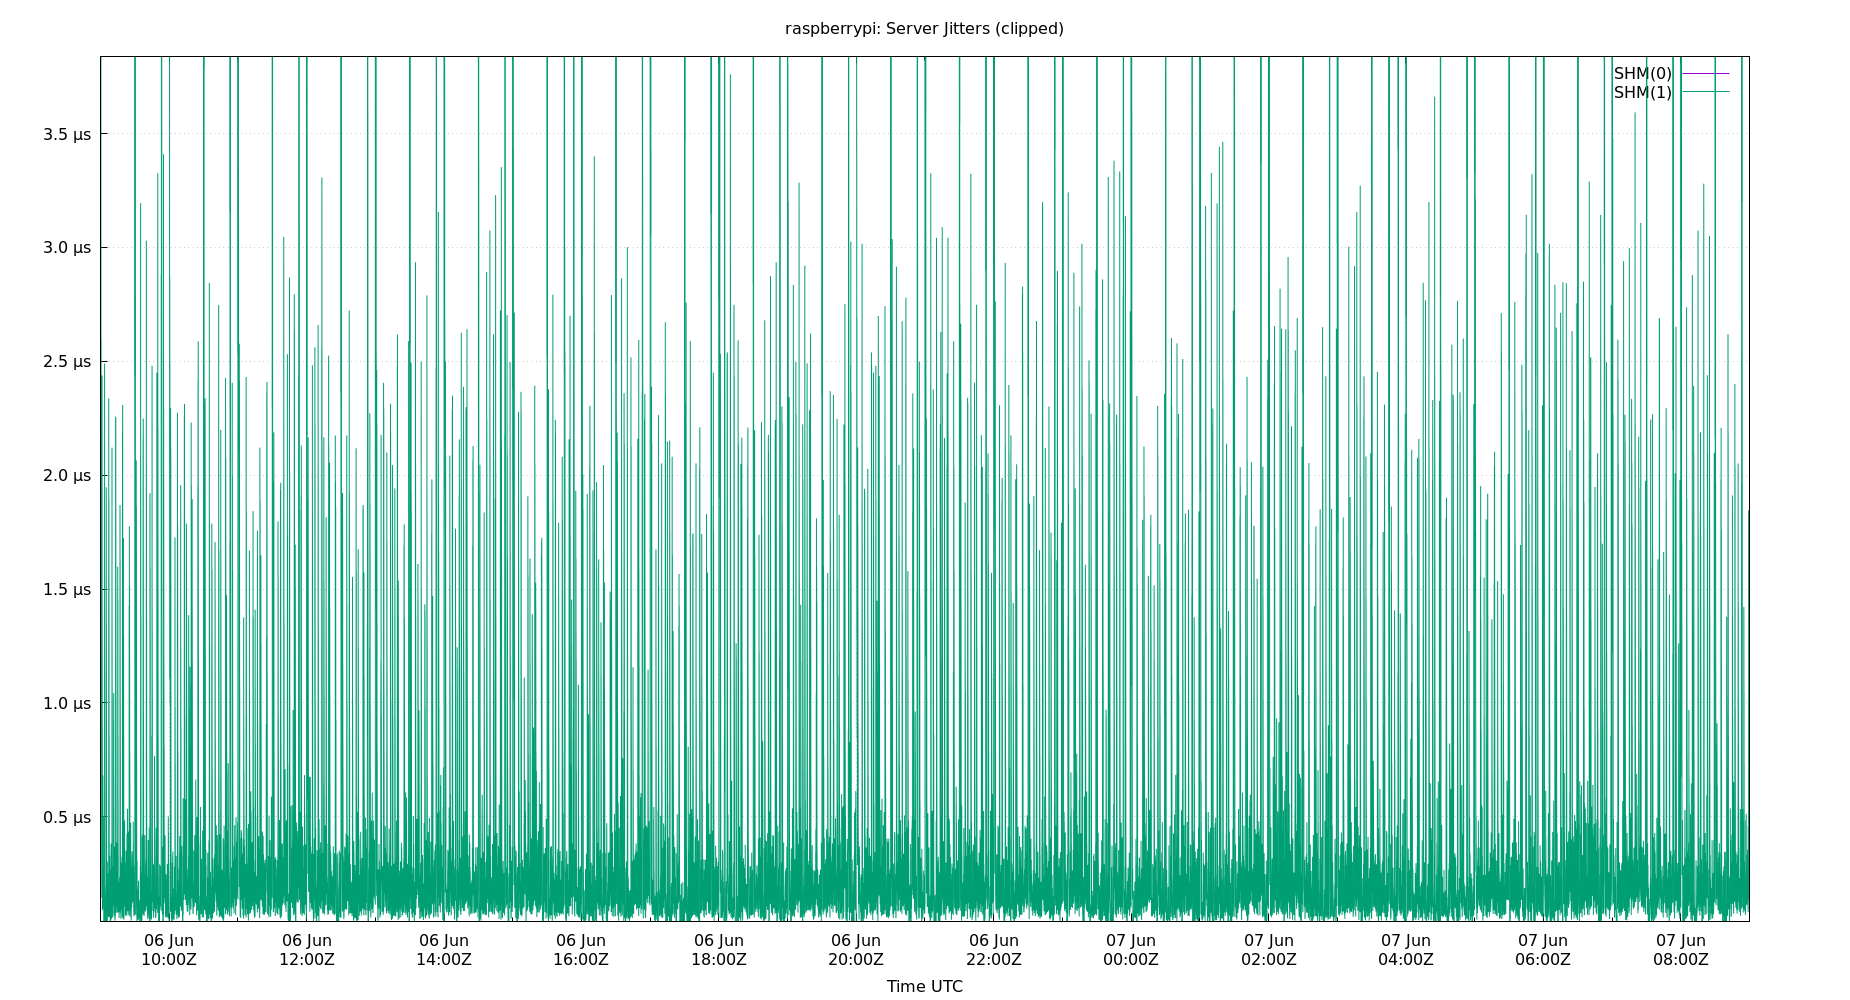 raspberrypi: Server Jitters (clipped)
SHM(0)
SHM(1)
3.5 µs
3.0 µs
2.5 µs
2.0 µs
1.5 µs
1.0 µs
0.5 µs
06 Jun 06 Jun 06 Jun 06 Jun 06 Jun 06 Jun 06 Jun 07 Jun 07 Jun 07 Jun 07 Jun 07 Jun
10:00Z 12:00Z 14:00Z 16:00Z 18:00Z 20:00Z 22:00Z 00:00Z 02:00Z 04:00Z 06:00Z 08:00Z
Time UTC